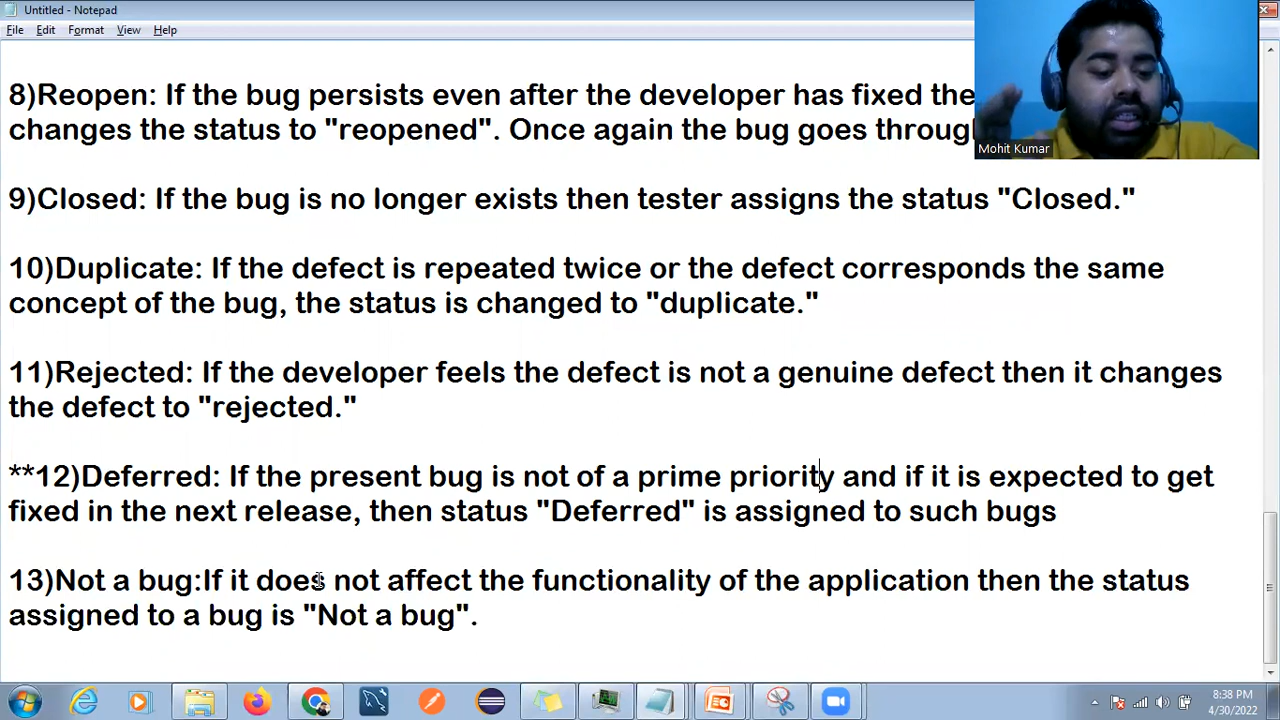 Untitled - Notepad
File Edit Format View Help
8)Reopen: If the bug persists even after the developer has fixed the
changes the status to "reopened". Once again the bug goes through
Mohit Kumar
9)Closed: If the bug is no longer exists then tester assigns the status "Closed."
10)Duplicate: If the defect is repeated twice or the defect corresponds the same
concept of the bug, the status is changed to "duplicate."
11)Rejected: If the developer feels the defect is not a genuine defect then it changes
the defect to "rejected."
**12)Deferred: If the present bug is not of a prime priority and if it is expected to get
fixed in the next release, then status "Deferred" is assigned to such bugs
13)Not a bug:If it does not affect the functionality of the application then the status
assigned to a bug is "Not a bug".
8:38 PM
4/30/2022